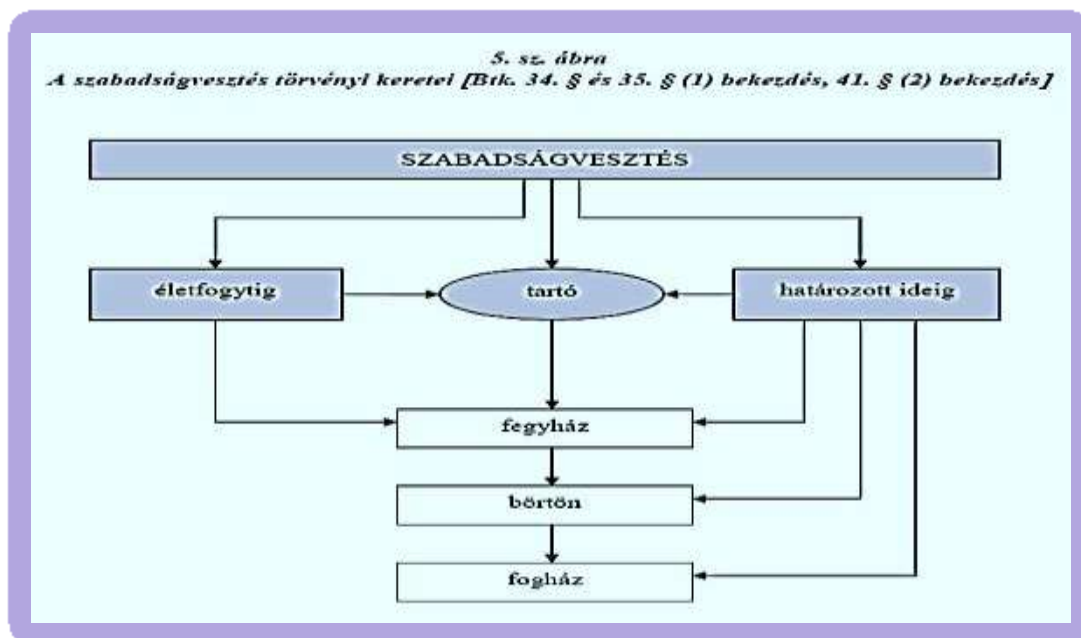 5. sz. ábra
A szabadságvesztés törvényi keretei [Btk. 34. § és 35. § (1) bekezdés, 41. § (2) bekezdés]
SZABADSÁGVESZTÉS
életfogytig
tartó
határozott ideig
fegyház
börtön
fogház